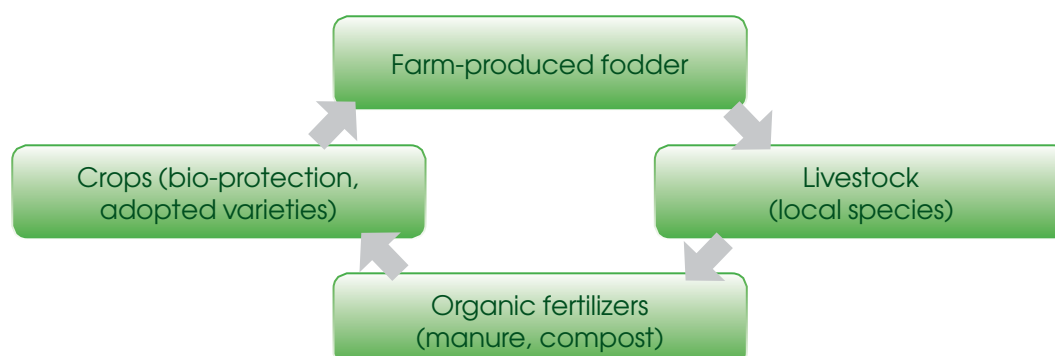 Farm-produced fodder
Crops (bio-protection,
adopted varieties)
Livestock
(local species)
Organic fertilizers
(manure, compost)